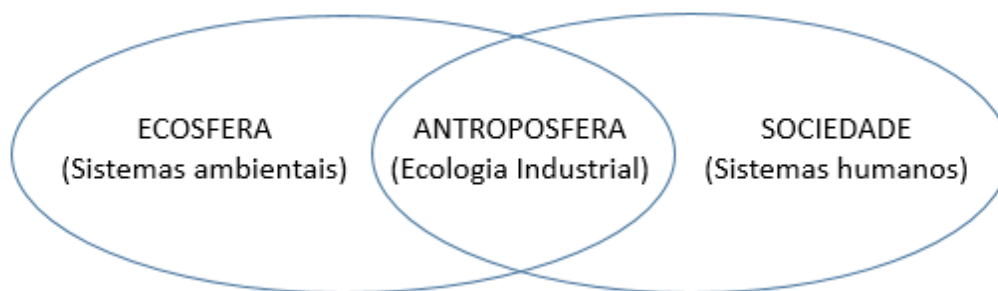 ECOSFERA
(Sistemas ambientais)
ANTROPOSFERA
(Ecologia Industrial)
SOCIEDADE
(Sistemas humanos)